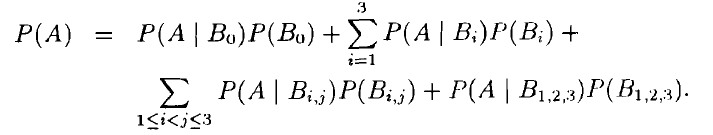 P(A) = P(A | B₀)P(B₀) + ∑_{i=1}^{3} P(A | Bᵢ)P(Bᵢ) +
∑_{1≤i<j≤3} P(A | B_{i,j})P(B_{i,j}) + P(A | B_{1,2,3})P(B_{1,2,3}).